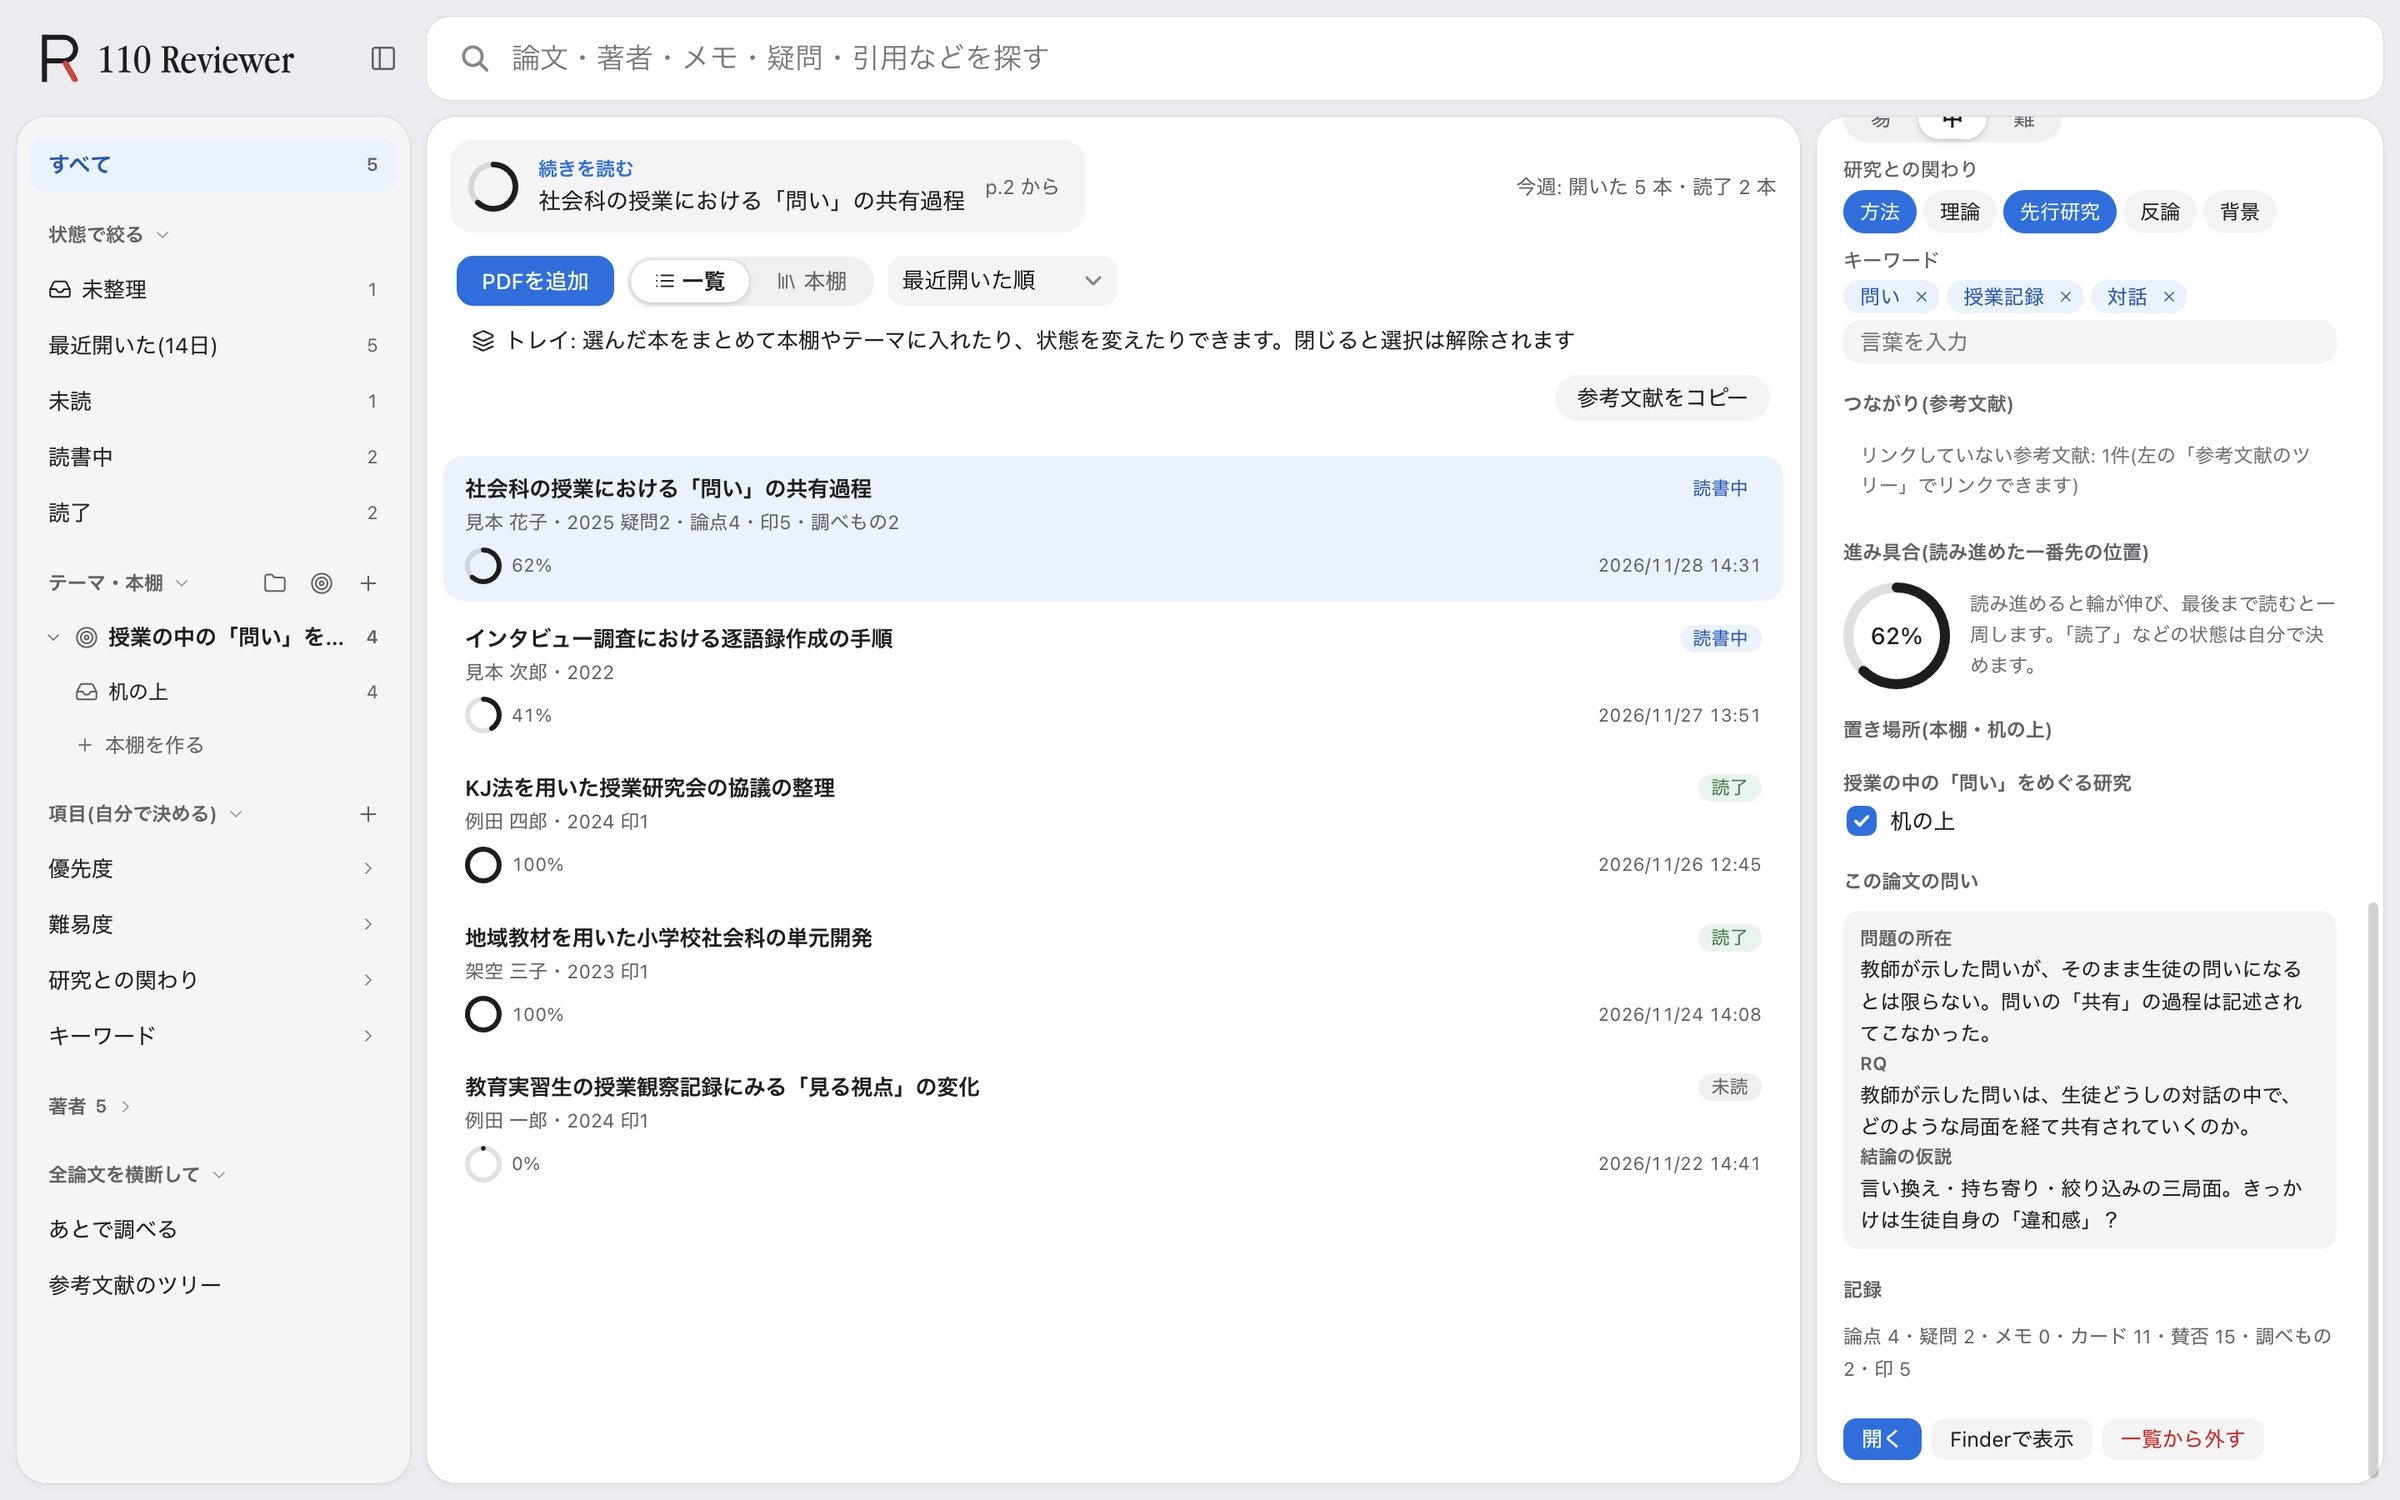 110 Reviewer
論文・著者・メモ・疑問・引用などを探す
すべて 5
状態で絞る
未整理 1
最近開いた(14日) 5
未読 1
読書中 2
読了 2
テーマ・本棚
授業の中の「問い」を... 4
机の上 4
本棚を作る
項目(自分で決める)
優先度
難易度
研究との関わり
キーワード
著者 5
全論文を横断して
あとで調べる
参考文献のツリー
続きを読む
社会科の授業における「問い」の共有過程 p.2 から
今週: 開いた 5 本・読了 2 本
PDFを追加 一覧 本棚 最近開いた順
トレイ: 選んだ本をまとめて本棚やテーマに入れたり、状態を変えたりできます。閉じると選択は解除されます
参考文献をコピー
社会科の授業における「問い」の共有過程 読書中
見本 花子・2025 疑問2・論点4・印5・調べもの2
62% 2026/11/28 14:31
インタビュー調査における逐語録作成の手順 読書中
見本 次郎・2022
41% 2026/11/27 13:51
KJ法を用いた授業研究会の協議の整理 読了
例田 四郎・2024 印1
100% 2026/11/26 12:45
地域教材を用いた小学校社会科の単元開発 読了
架空 三子・2023 印1
100% 2026/11/24 14:08
教育実習生の授業観察記録にみる「見る視点」の変化 未読
例田 一郎・2024 印1
0% 2026/11/22 14:41
易 中 難
研究との関わり
方法 理論 先行研究 反論 背景
キーワード
問い × 授業記録 × 対話 ×
言葉を入力
つながり(参考文献)
リンクしていない参考文献: 1件(左の「参考文献のツ
リー」でリンクできます)
進み具合(読み進めた一番先の位置)
62%
読み進めると輪が伸び、最後まで読むと一
周します。「読了」などの状態は自分で決
めます。
置き場所(本棚・机の上)
授業の中の「問い」をめぐる研究
机の上
この論文の問い
問題の所在
教師が示した問いが、そのまま生徒の問いになる
とは限らない。問いの「共有」の過程は記述され
てこなかった。
RQ
教師が示した問いは、生徒どうしの対話の中で、
どのような局面を経て共有されていくのか。
結論の仮説
言い換え・持ち寄り・絞り込みの三局面。きっか
けは生徒自身の「違和感」？
記録
論点 4・疑問 2・メモ 0・カード 11・賛否 15・調べもの
2・印 5
開く Finderで表示 一覧から外す